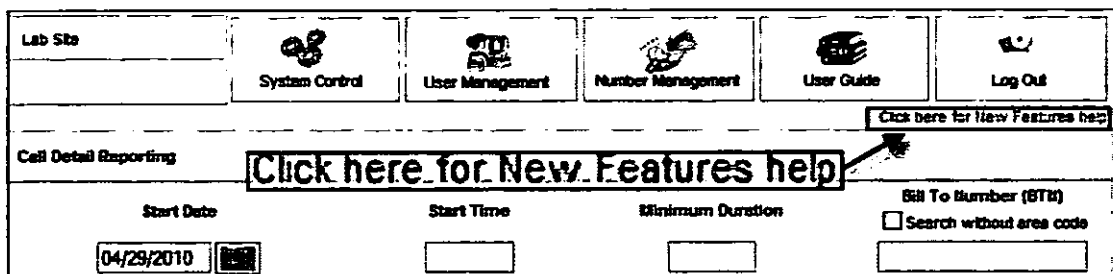 Lab Site
System Control
User Management
Number Management
User Guide
Log Out
Click here for New Features help
Call Detail Reporting
Click here for New Features help
Start Date
Start Time
Minimum Duration
Bill To Number (BTN)
Search without area code
04/29/2010